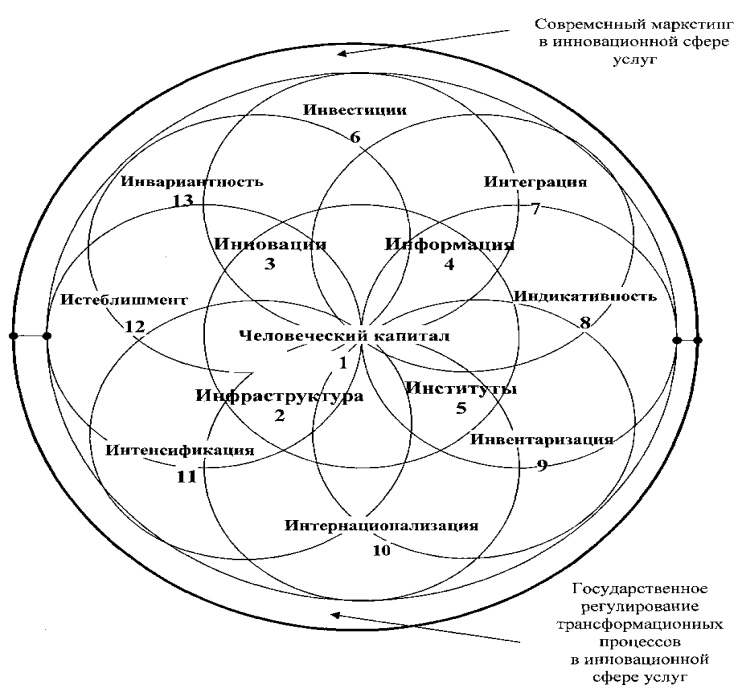 Современный маркетинг
в инновационной сфере
услуг
Инвестиции
6
Инвариантность
13
Интеграция
7
Инновации
3
Информация
4
Истеблишмент
12
Индикативность
8
Человеческий капитал
1
Инфраструктура
2
Институты
5
Интенсификация
11
Инвентаризация
9
Интернационализация
10
Государственное
регулирование
трансформационных
процессов
в инновационной
сфере услуг